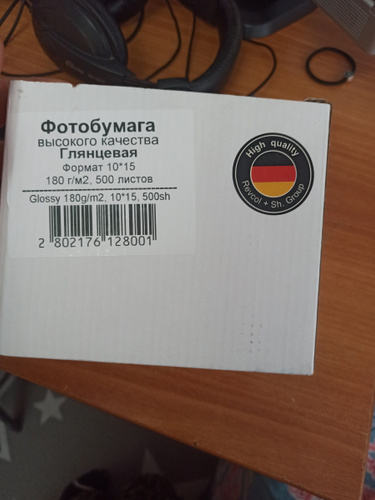 Фотобумага
высокого качества
Глянцевая
Формат 10*15
180 г/м2, 500 листов
Glossy 180g/m2, 10*15, 500sh
2 802176 128001
High quality
Revcol + Sh. Group